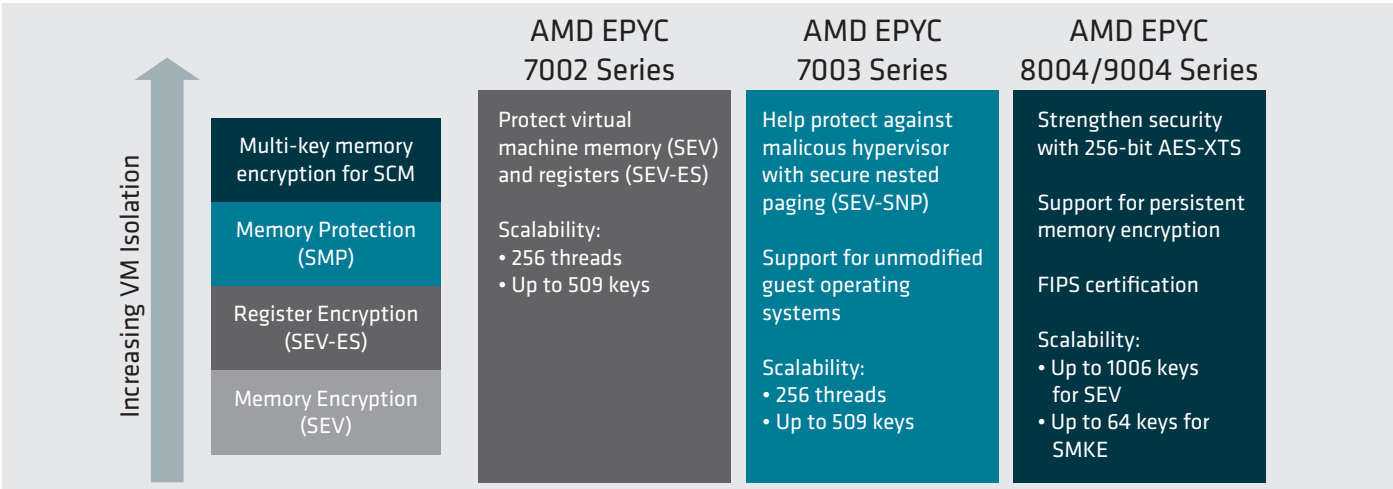 Increasing VM Isolation
Multi-key memory
encryption for SCM
Memory Protection
(SMP)
Register Encryption
(SEV-ES)
Memory Encryption
(SEV)
AMD EPYC
7002 Series
Protect virtual
machine memory (SEV)
and registers (SEV-ES)
Scalability:
• 256 threads
• Up to 509 keys
AMD EPYC
7003 Series
Help protect against
malicous hypervisor
with secure nested
paging (SEV-SNP)
Support for unmodified
guest operating
systems
Scalability:
• 256 threads
• Up to 509 keys
AMD EPYC
8004/9004 Series
Strengthen security
with 256-bit AES-XTS
Support for persistent
memory encryption
FIPS certification
Scalability:
• Up to 1006 keys
for SEV
• Up to 64 keys for
SMKE